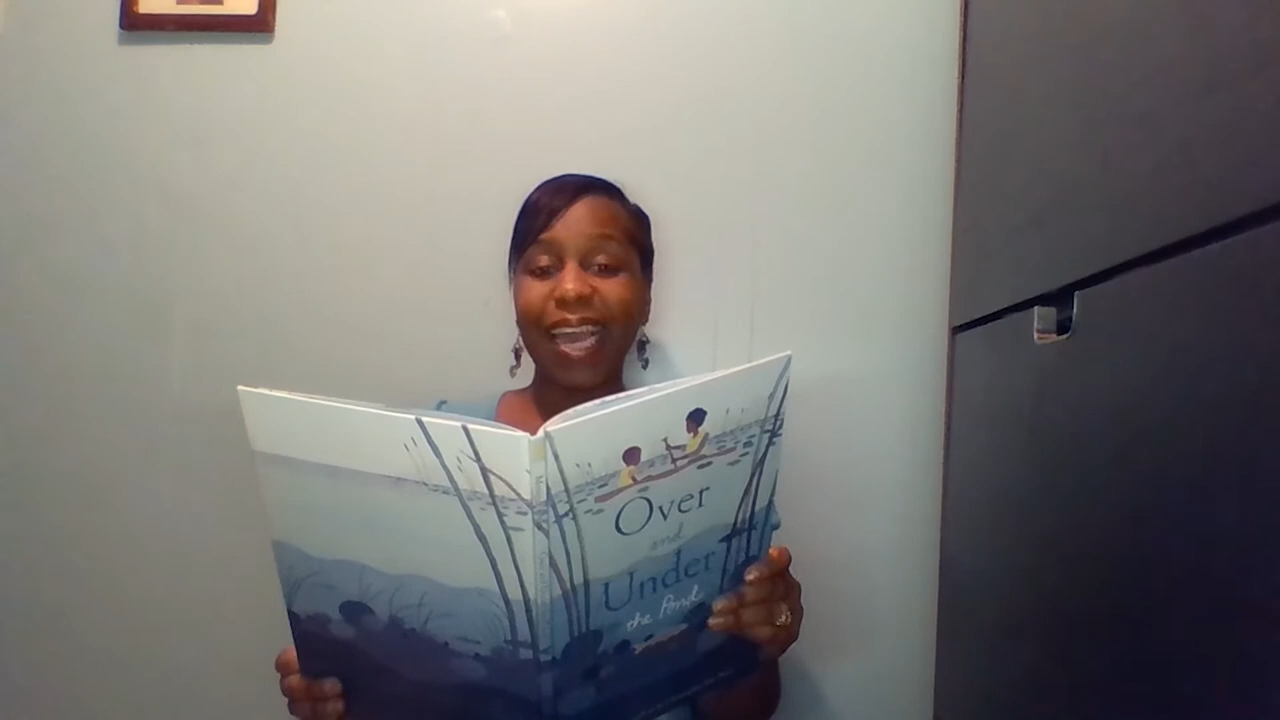 Over
and
Under
the Pond